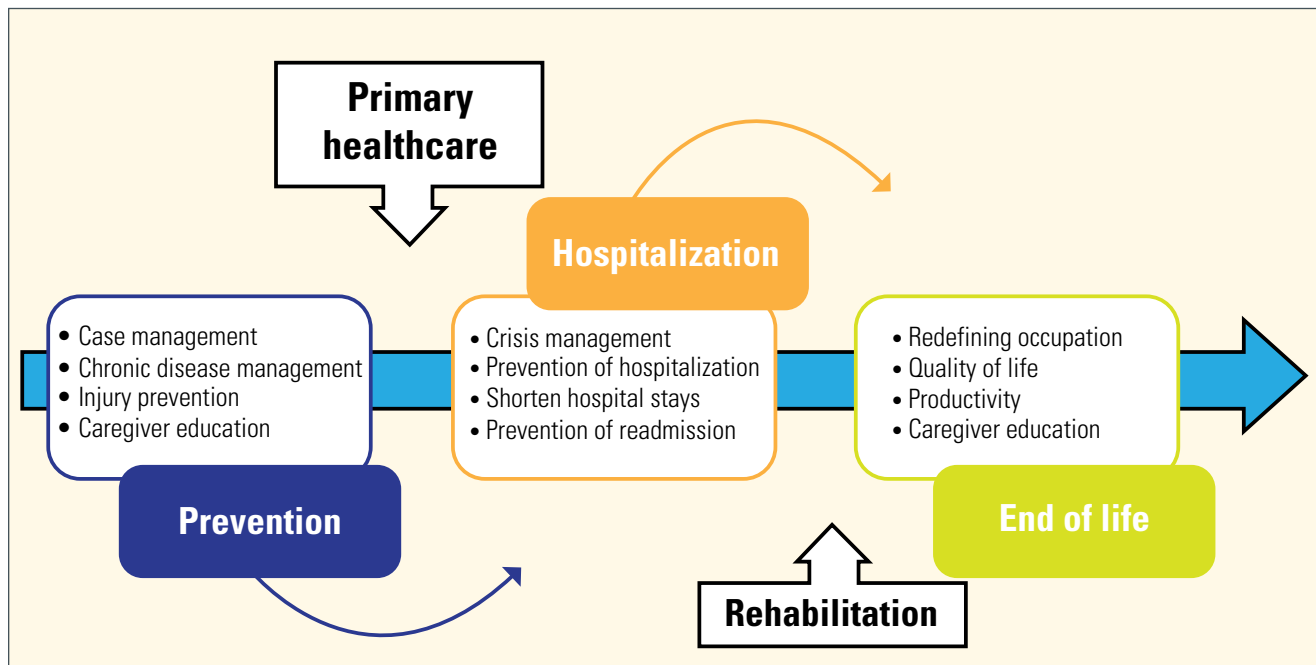 Primary
healthcare
Hospitalization
• Case management
• Chronic disease management
• Injury prevention
• Caregiver education
Prevention
• Crisis management
• Prevention of hospitalization
• Shorten hospital stays
• Prevention of readmission
• Redefining occupation
• Quality of life
• Productivity
• Caregiver education
End of life
Rehabilitation